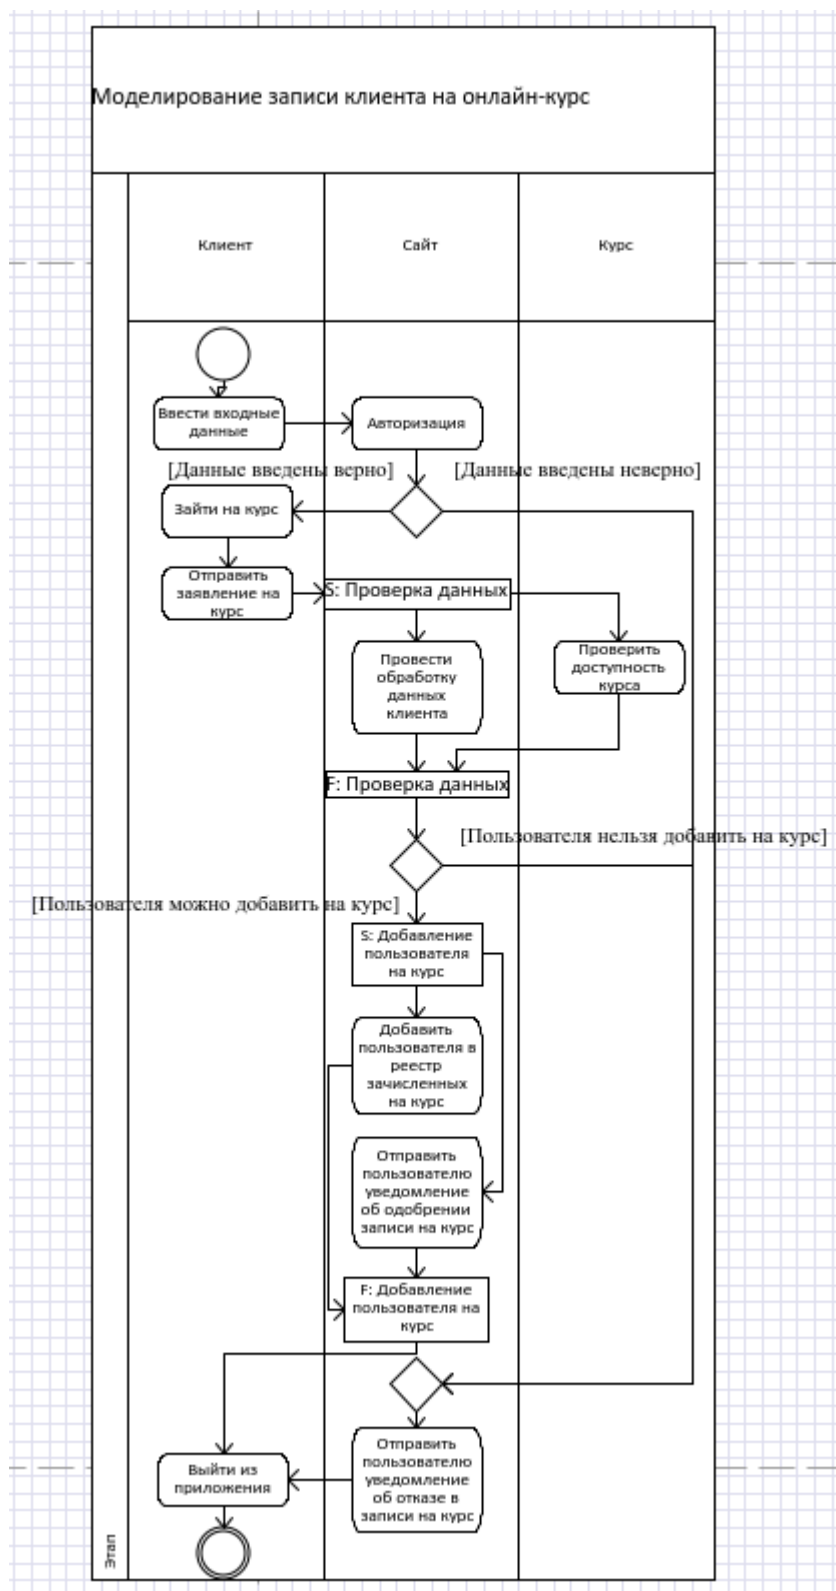 Моделирование записи клиента на онлайн-курс
Клиент
Сайт
Курс
Ввести входные
данные
Авторизация
[Данные введены верно]
[Данные введены неверно]
Зайти на курс
Отправить
заявление на
курс
S: Проверка данных
Провести
обработку
данных
клиента
Проверить
доступность
курса
F: Проверка данных
[Пользователя нельзя добавить на курс]
[Пользователя можно добавить на курс]
S: Добавление
пользователя
на курс
Добавить
пользователя в
реестр
зачисленных
на курс
Отправить
пользователю
уведомление
об одобрении
записи на курс
F: Добавление
пользователя на
курс
Отправить
пользователю
уведомление
об отказе в
записи на курс
Выйти из
приложения
Этап